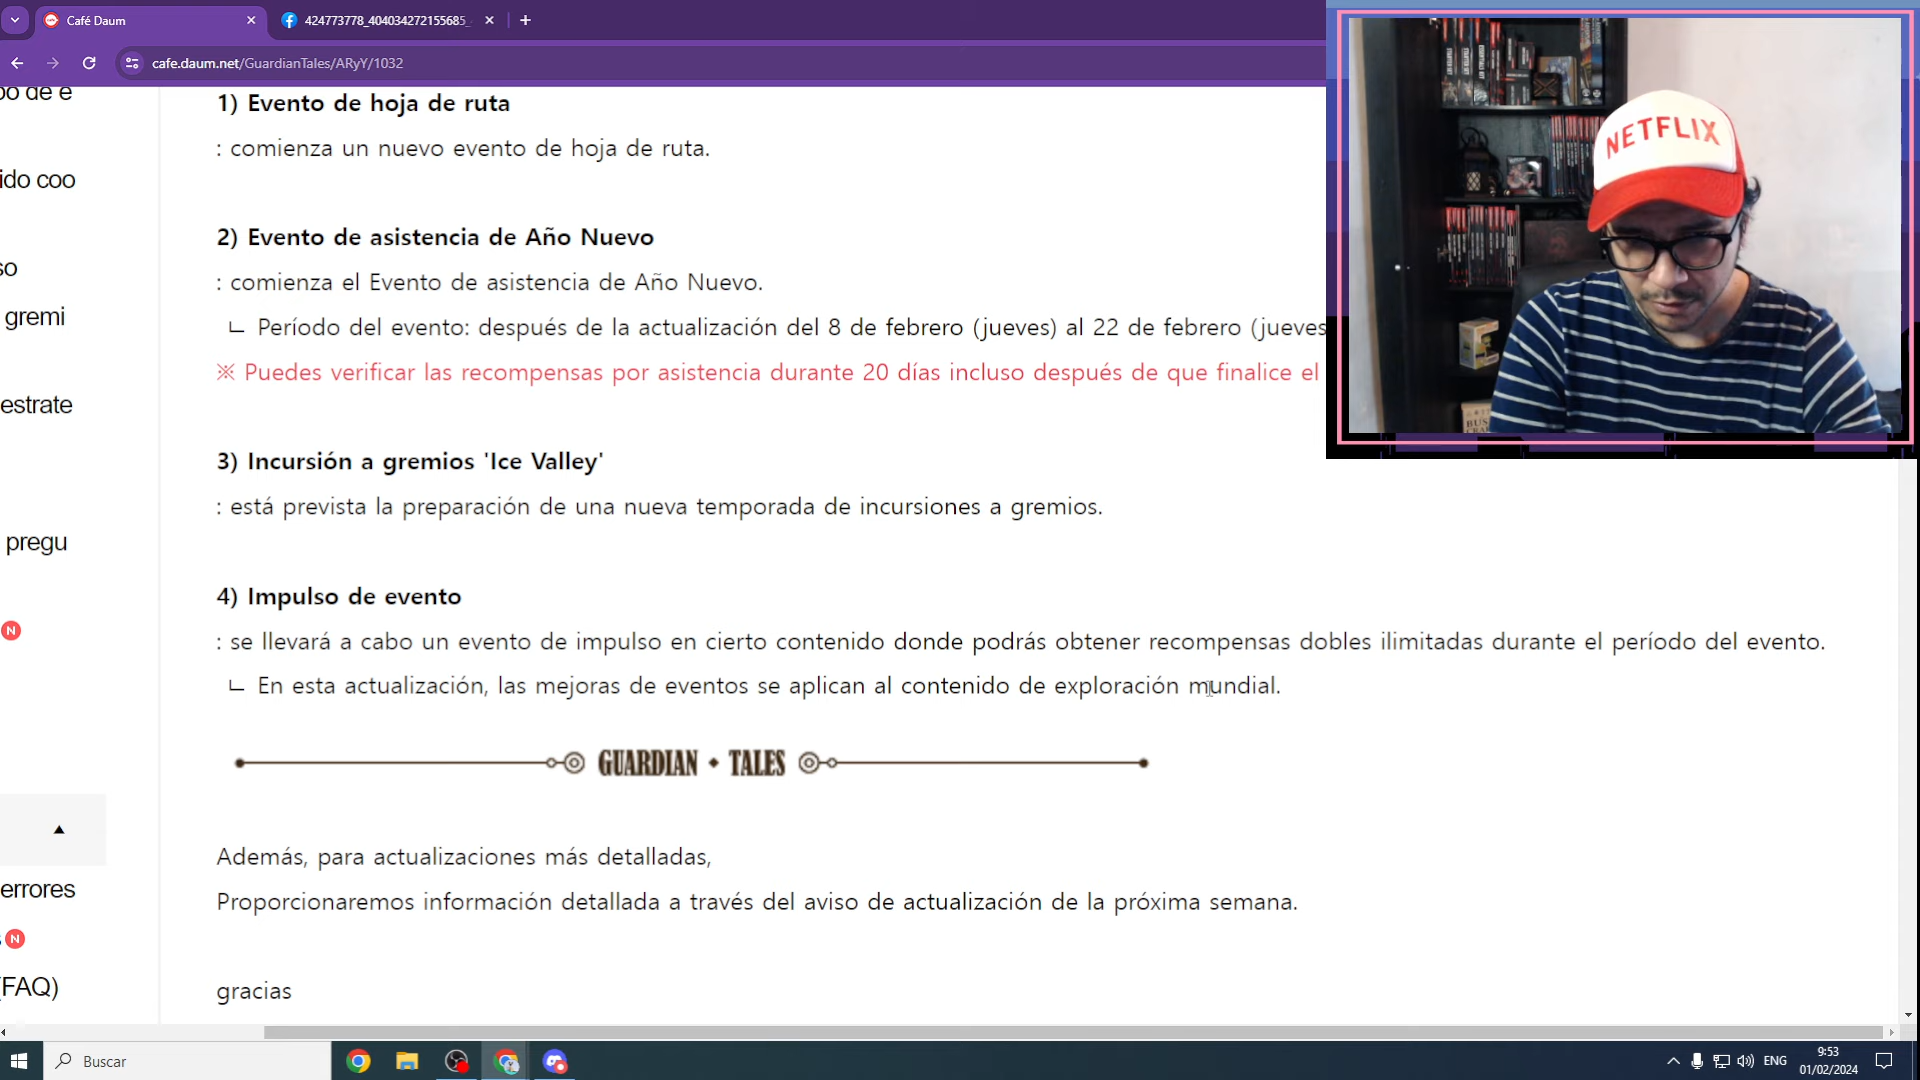 Café Daum
424773778_404034272155685_
cafe.daum.net/GuardianTales/ARyY/1032
NETFLIX
ido coo
so
gremi
estrate
pregu
errores
(FAQ)
1) Evento de hoja de ruta
: comienza un nuevo evento de hoja de ruta.
2) Evento de asistencia de Año Nuevo
: comienza el Evento de asistencia de Año Nuevo.
ㄴ Período del evento: después de la actualización del 8 de febrero (jueves) al 22 de febrero (jueves
※ Puedes verificar las recompensas por asistencia durante 20 días incluso después de que finalice el
3) Incursión a gremios 'Ice Valley'
: está prevista la preparación de una nueva temporada de incursiones a gremios.
4) Impulso de evento
: se llevará a cabo un evento de impulso en cierto contenido donde podrás obtener recompensas dobles ilimitadas durante el período del evento.
ㄴ En esta actualización, las mejoras de eventos se aplican al contenido de exploración mundial.
GUARDIAN TALES
Además, para actualizaciones más detalladas,
Proporcionaremos información detallada a través del aviso de actualización de la próxima semana.
gracias
Buscar
ENG
9:53
01/02/2024